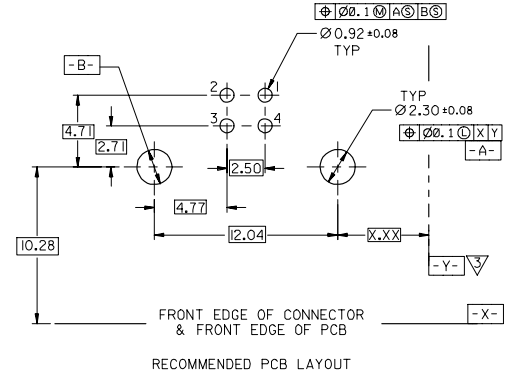 ⌖ Ø0.1 Ⓜ A Ⓢ B Ⓢ
Ø 0.92 ±0.08
TYP
-B-
2 1
3 4
TYP
Ø 2.30 ±0.08
⌖ Ø0.1 Ⓛ X Y
-A-
4.71
2.71
2.50
4.77
12.04
X.XX
10.28
-Y- 3
-X-
FRONT EDGE OF CONNECTOR
& FRONT EDGE OF PCB
RECOMMENDED PCB LAYOUT